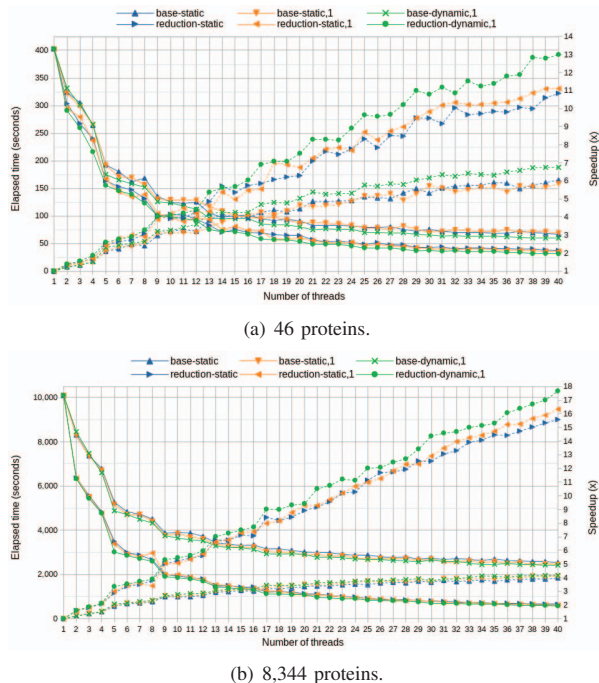 base-static base-static,1 base-dynamic,1
reduction-static reduction-static,1 reduction-dynamic,1
400 350 300 250 200 150 100 50 0
Elapsed time (seconds)
14 13 12 11 10 9 8 7 6 5 4 3 2 1
Speedup (x)
1 2 3 4 5 6 7 8 9 10 11 12 13 14 15 16 17 18 19 20 21 22 23 24 25 26 27 28 29 30 31 32 33 34 35 36 37 38 39 40
Number of threads
(a) 46 proteins.
base-static base-static,1 base-dynamic,1
reduction-static reduction-static,1 reduction-dynamic,1
10,000 8,000 6,000 4,000 2,000 0
Elapsed time (seconds)
18 17 16 15 14 13 12 11 10 9 8 7 6 5 4 3 2 1
Speedup (x)
1 2 3 4 5 6 7 8 9 10 11 12 13 14 15 16 17 18 19 20 21 22 23 24 25 26 27 28 29 30 31 32 33 34 35 36 37 38 39 40
Number of threads
(b) 8,344 proteins.